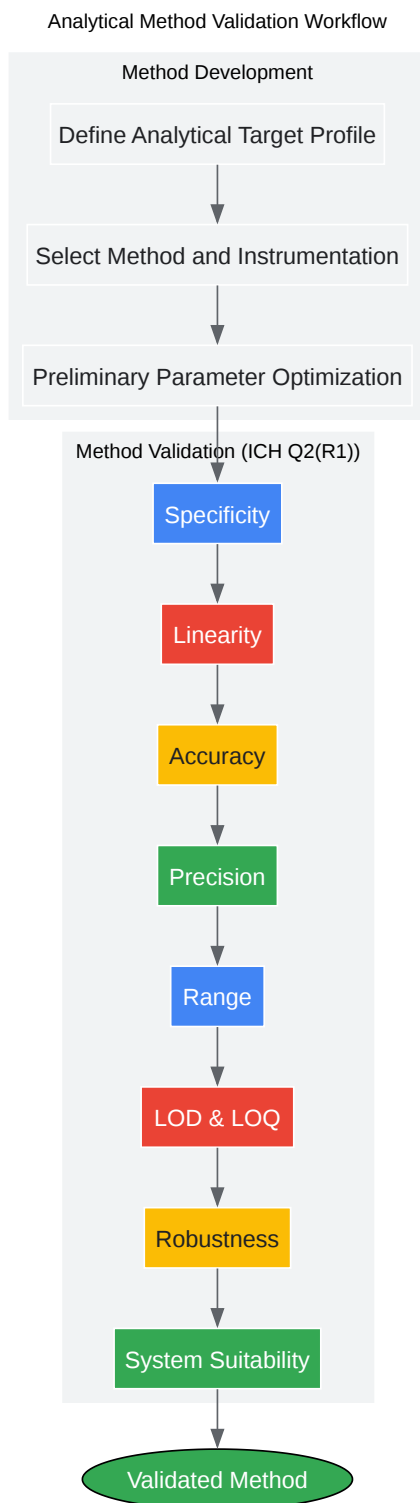 Analytical Method Validation Workflow
Method Development
Define Analytical Target Profile
Select Method and Instrumentation
Preliminary Parameter Optimization
Method Validation (ICH Q2(R1))
Specificity
Linearity
Accuracy
Precision
Range
LOD & LOQ
Robustness
System Suitability
Validated Method